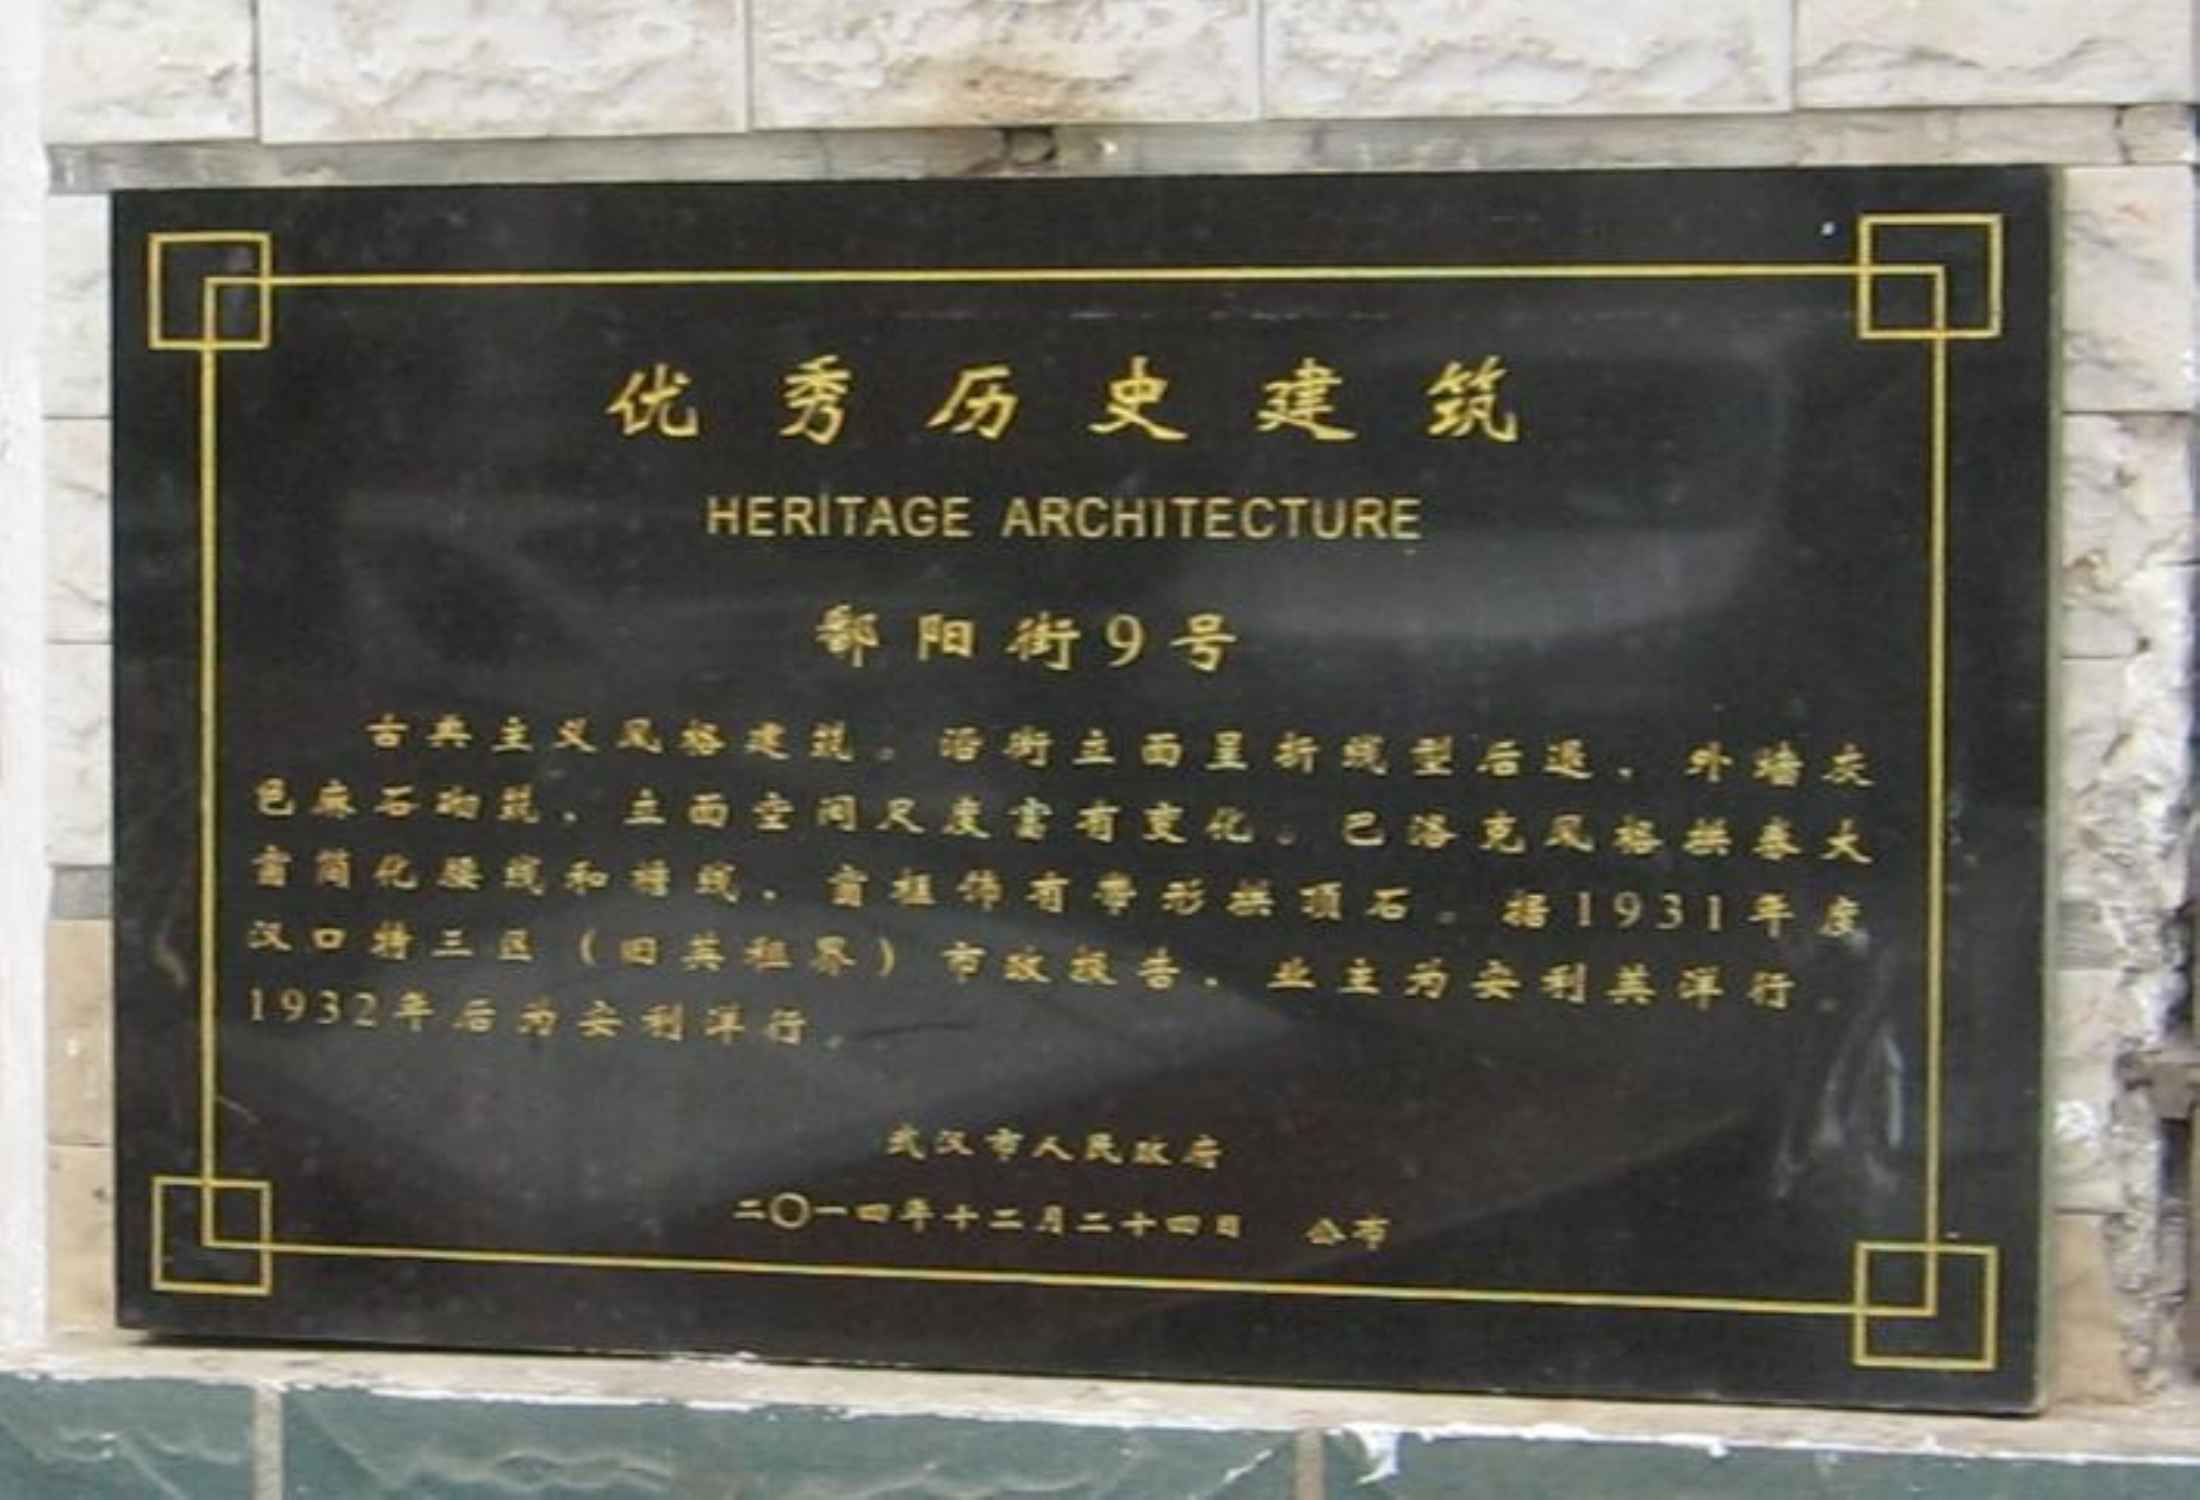 优秀历史建筑
HERITAGE ARCHITECTURE
鄱阳街9号
古典主义风格建筑。沿街立面呈折线型后退，外墙灰
色麻石砌筑，立面空间尺度富有变化。巴洛克风格拱券大
窗简化腰线和檐线，窗框饰有带形拱顶石。据1931年度
汉口特三区（旧英租界）市政报告，业主为安利英洋行。
1932年后为安利洋行。
武汉市人民政府
二〇一四年十二月二十四日 公布